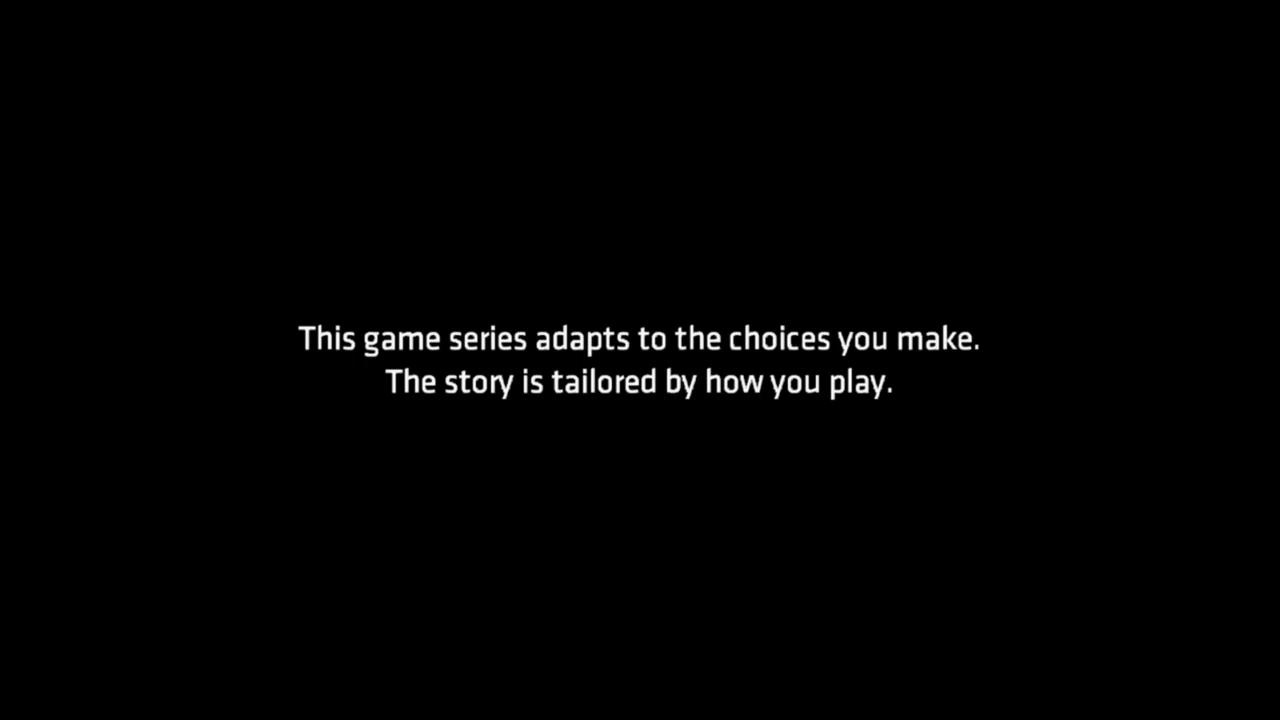 This game series adapts to the choices you make.
The story is tailored by how you play.